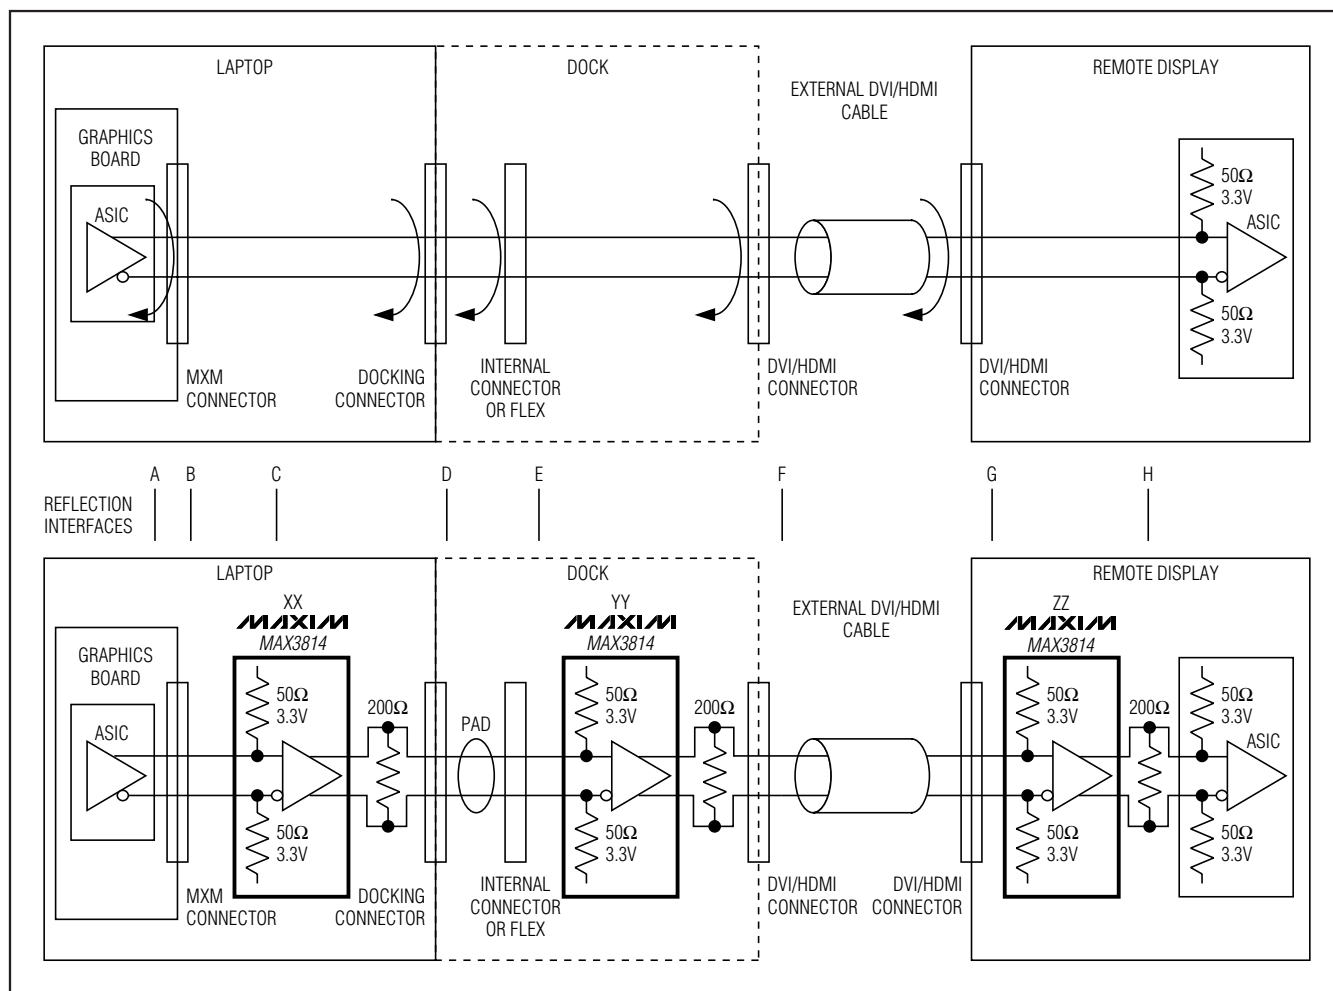 LAPTOP
DOCK
EXTERNAL DVI/HDMI
CABLE
REMOTE DISPLAY
GRAPHICS
BOARD
ASIC
50Ω
3.3V
ASIC
50Ω
3.3V
MXM
CONNECTOR
DOCKING
CONNECTOR
INTERNAL
CONNECTOR
OR FLEX
DVI/HDMI
CONNECTOR
DVI/HDMI
CONNECTOR
REFLECTION
INTERFACES
A
B
C
D
E
F
G
H
LAPTOP
DOCK
EXTERNAL DVI/HDMI
CABLE
REMOTE DISPLAY
GRAPHICS
BOARD
ASIC
XX
MAXIM
MAX3814
50Ω
3.3V
50Ω
3.3V
200Ω
PAD
YY
MAXIM
MAX3814
50Ω
3.3V
50Ω
3.3V
200Ω
ZZ
MAXIM
MAX3814
50Ω
3.3V
50Ω
3.3V
200Ω
50Ω
3.3V
ASIC
50Ω
3.3V
MXM
CONNECTOR
DOCKING
CONNECTOR
INTERNAL
CONNECTOR
OR FLEX
DVI/HDMI
CONNECTOR
DVI/HDMI
CONNECTOR